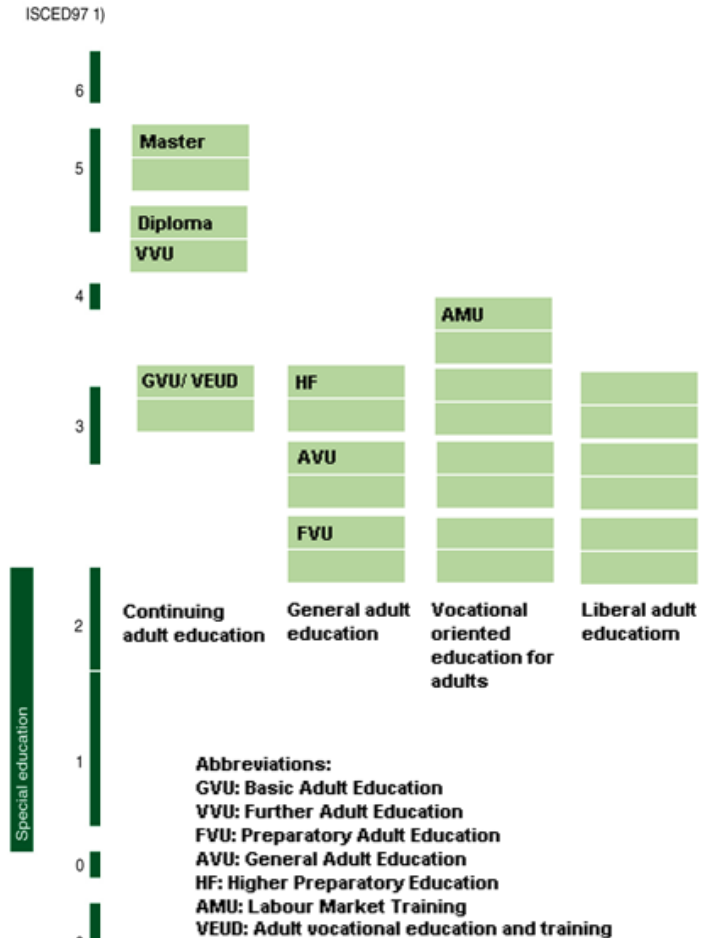 ISCED97 1)
6
Master
5
Diploma
VVU
4
AMU
GVU/ VEUD
HF
3
AVU
FVU
2
Continuing
adult education
General adult
education
Vocational
oriented
education for
adults
Liberal adult
educatiorn
Special education
1
Abbreviations:
GVU: Basic Adult Education
VVU: Further Adult Education
FVU: Preparatory Adult Education
AVU: General Adult Education
0
HF: Higher Preparatory Education
AMU: Labour Market Training
VEUD: Adult vocational education and training